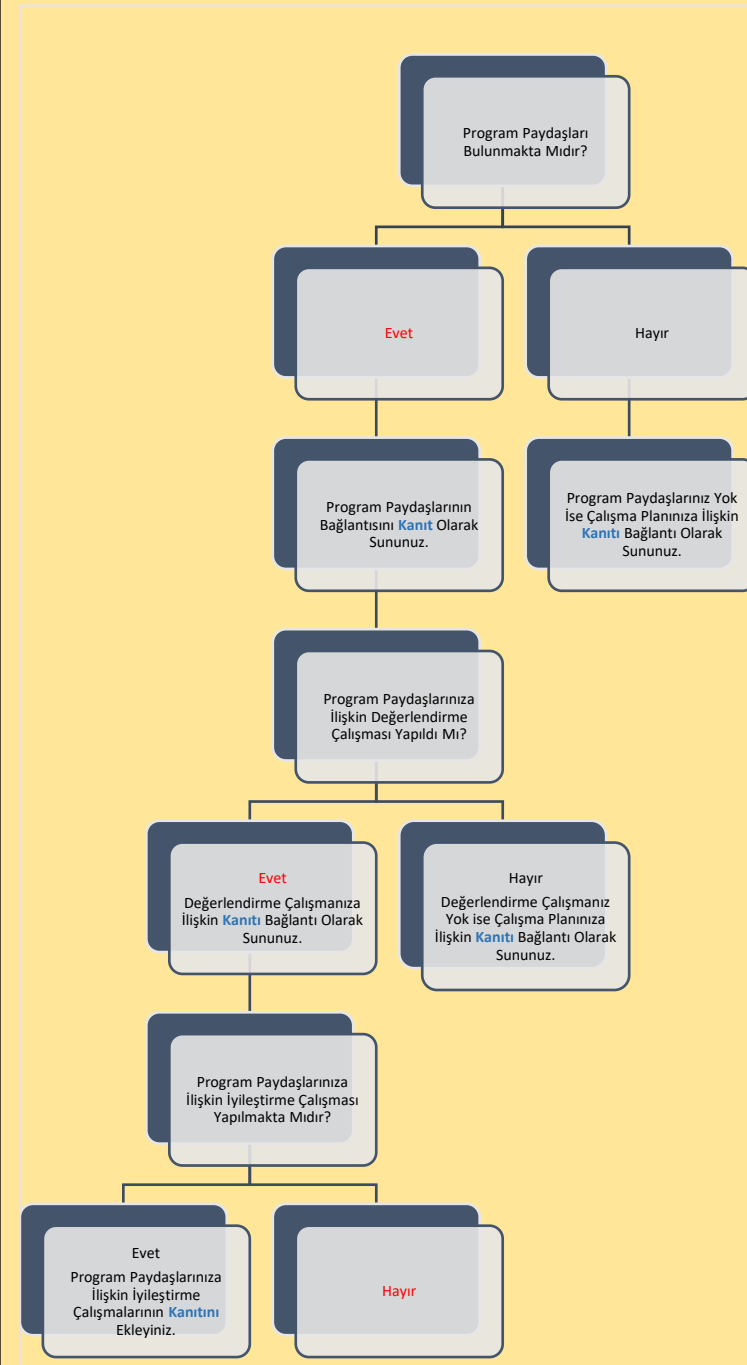 Program Paydaşları
Bulunmakta Mıdır?
Evet
Hayır
Program Paydaşlarının
Bağlantısını Kanıt Olarak
Sununuz.
Program Paydaşlarınız Yok
İse Çalışma Planınıza İlişkin
Kanıtı Bağlantı Olarak
Sununuz.
Program Paydaşlarınıza
İlişkin Değerlendirme
Çalışması Yapıldı Mı?
Evet
Değerlendirme Çalışmanıza
İlişkin Kanıtı Bağlantı Olarak
Sununuz.
Hayır
Değerlendirme Çalışmanız
Yok ise Çalışma Planınıza
İlişkin Kanıtı Bağlantı Olarak
Sununuz.
Program Paydaşlarınıza
İlişkin İyileştirme Çalışması
Yapılmakta Mıdır?
Evet
Program Paydaşlarınıza
İlişkin İyileştirme
Çalışmalarının Kanıtını
Ekleyiniz.
Hayır